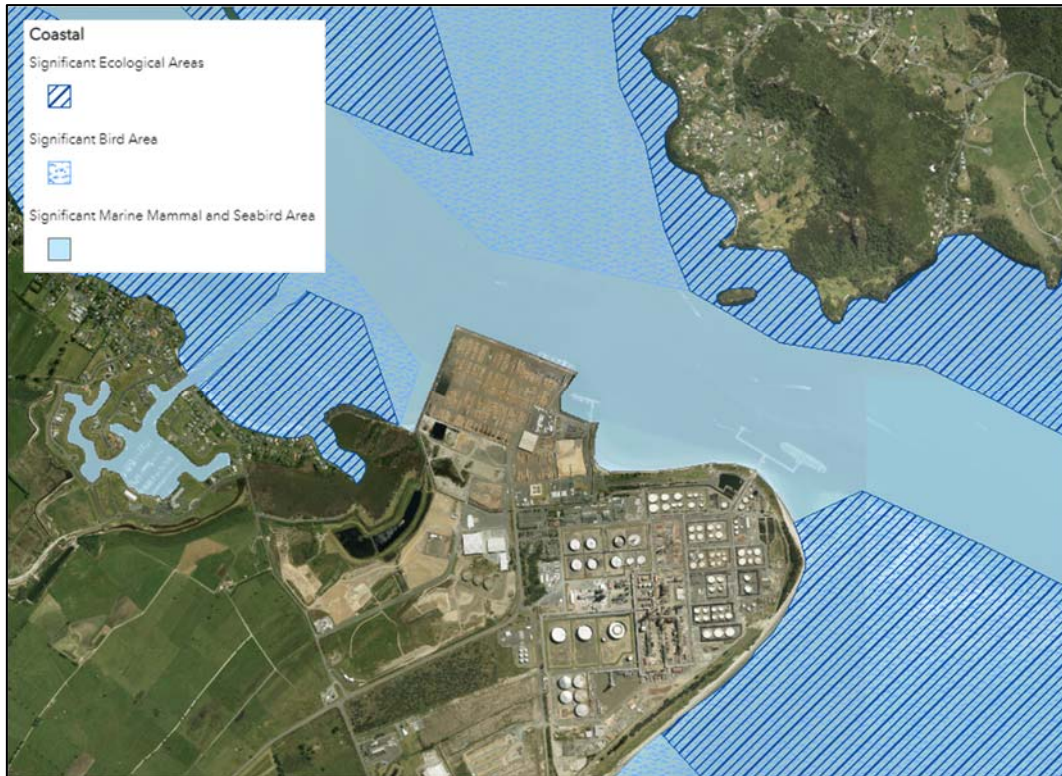 Coastal
Significant Ecological Areas
Significant Bird Area
Significant Marine Mammal and Seabird Area